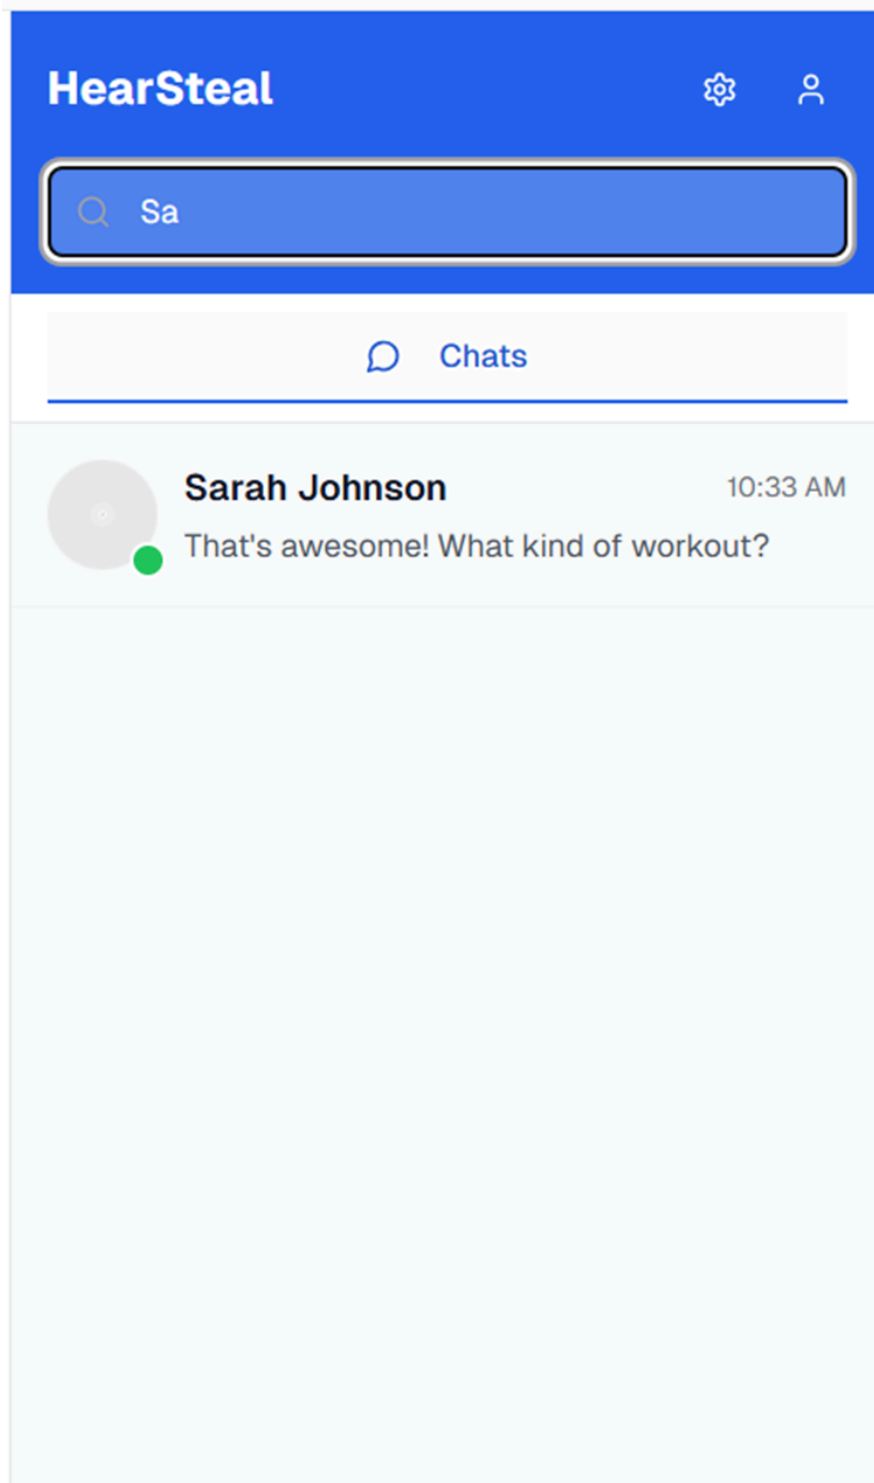 HearSteal
Sa
Chats
Sarah Johnson 10:33 AM
That's awesome! What kind of workout?